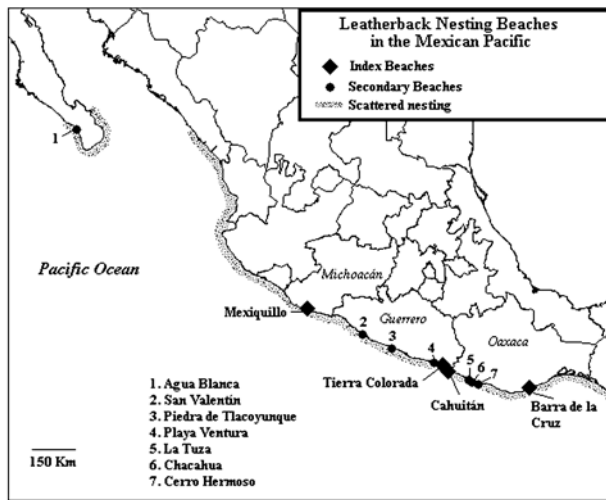 Leatherback Nesting Beaches
in the Mexican Pacific
Index Beaches
Secondary Beaches
Scattered nesting
1
Pacific Ocean
Michoacán
Mexiquillo
Guerrero
2
3
Oaxaca
4
5
6
7
Tierra Colorada
Cahuitán
Barra de la
Cruz
1. Agua Blanca
2. San Valentín
3. Piedra de Tlacoyunque
4. Playa Ventura
5. La Tuza
6. Chacahua
7. Cerro Hermoso
150 Km